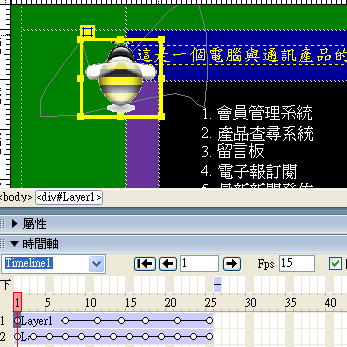 這是一個電腦與通訊產品的
1. 會員管理系統
2. 產品查尋系統
3. 留言板
4. 電子報訂閱
<body> <div#Layer1>
屬性
時間軸
Timeline1 1 Fps 15
下
1 5 10 15 20 25 30 35 40
1 Layer1
2